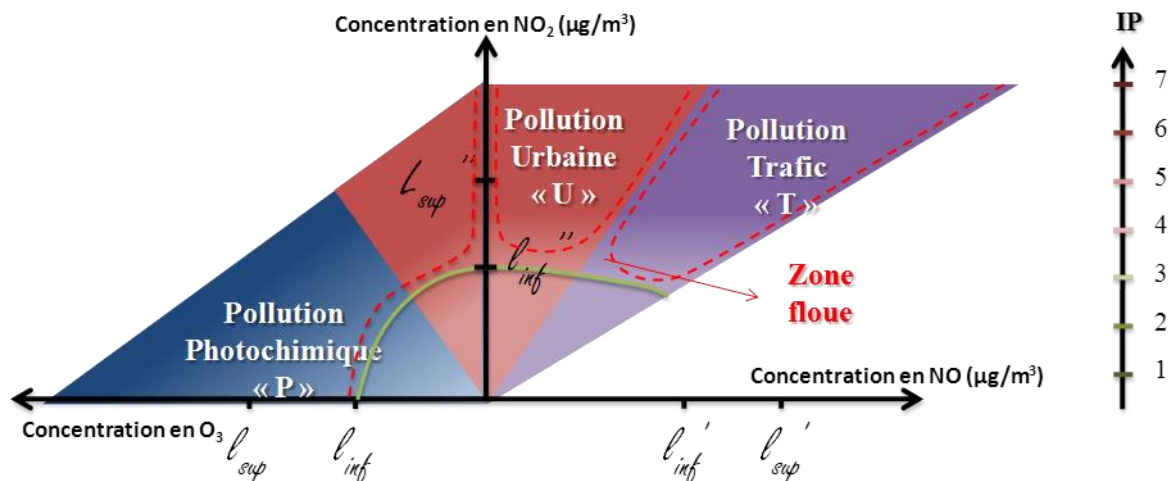 Concentration en NO₂ (µg/m³)
IP
7
6
5
4
3
2
1
Pollution
Urbaine
« U »
Pollution
Trafic
« T »
L sup ''
l inf ''
Zone
floue
Pollution
Photochimique
« P »
Concentration en NO (µg/m³)
Concentration en O₃
l sup
l inf
l inf '
l sup '